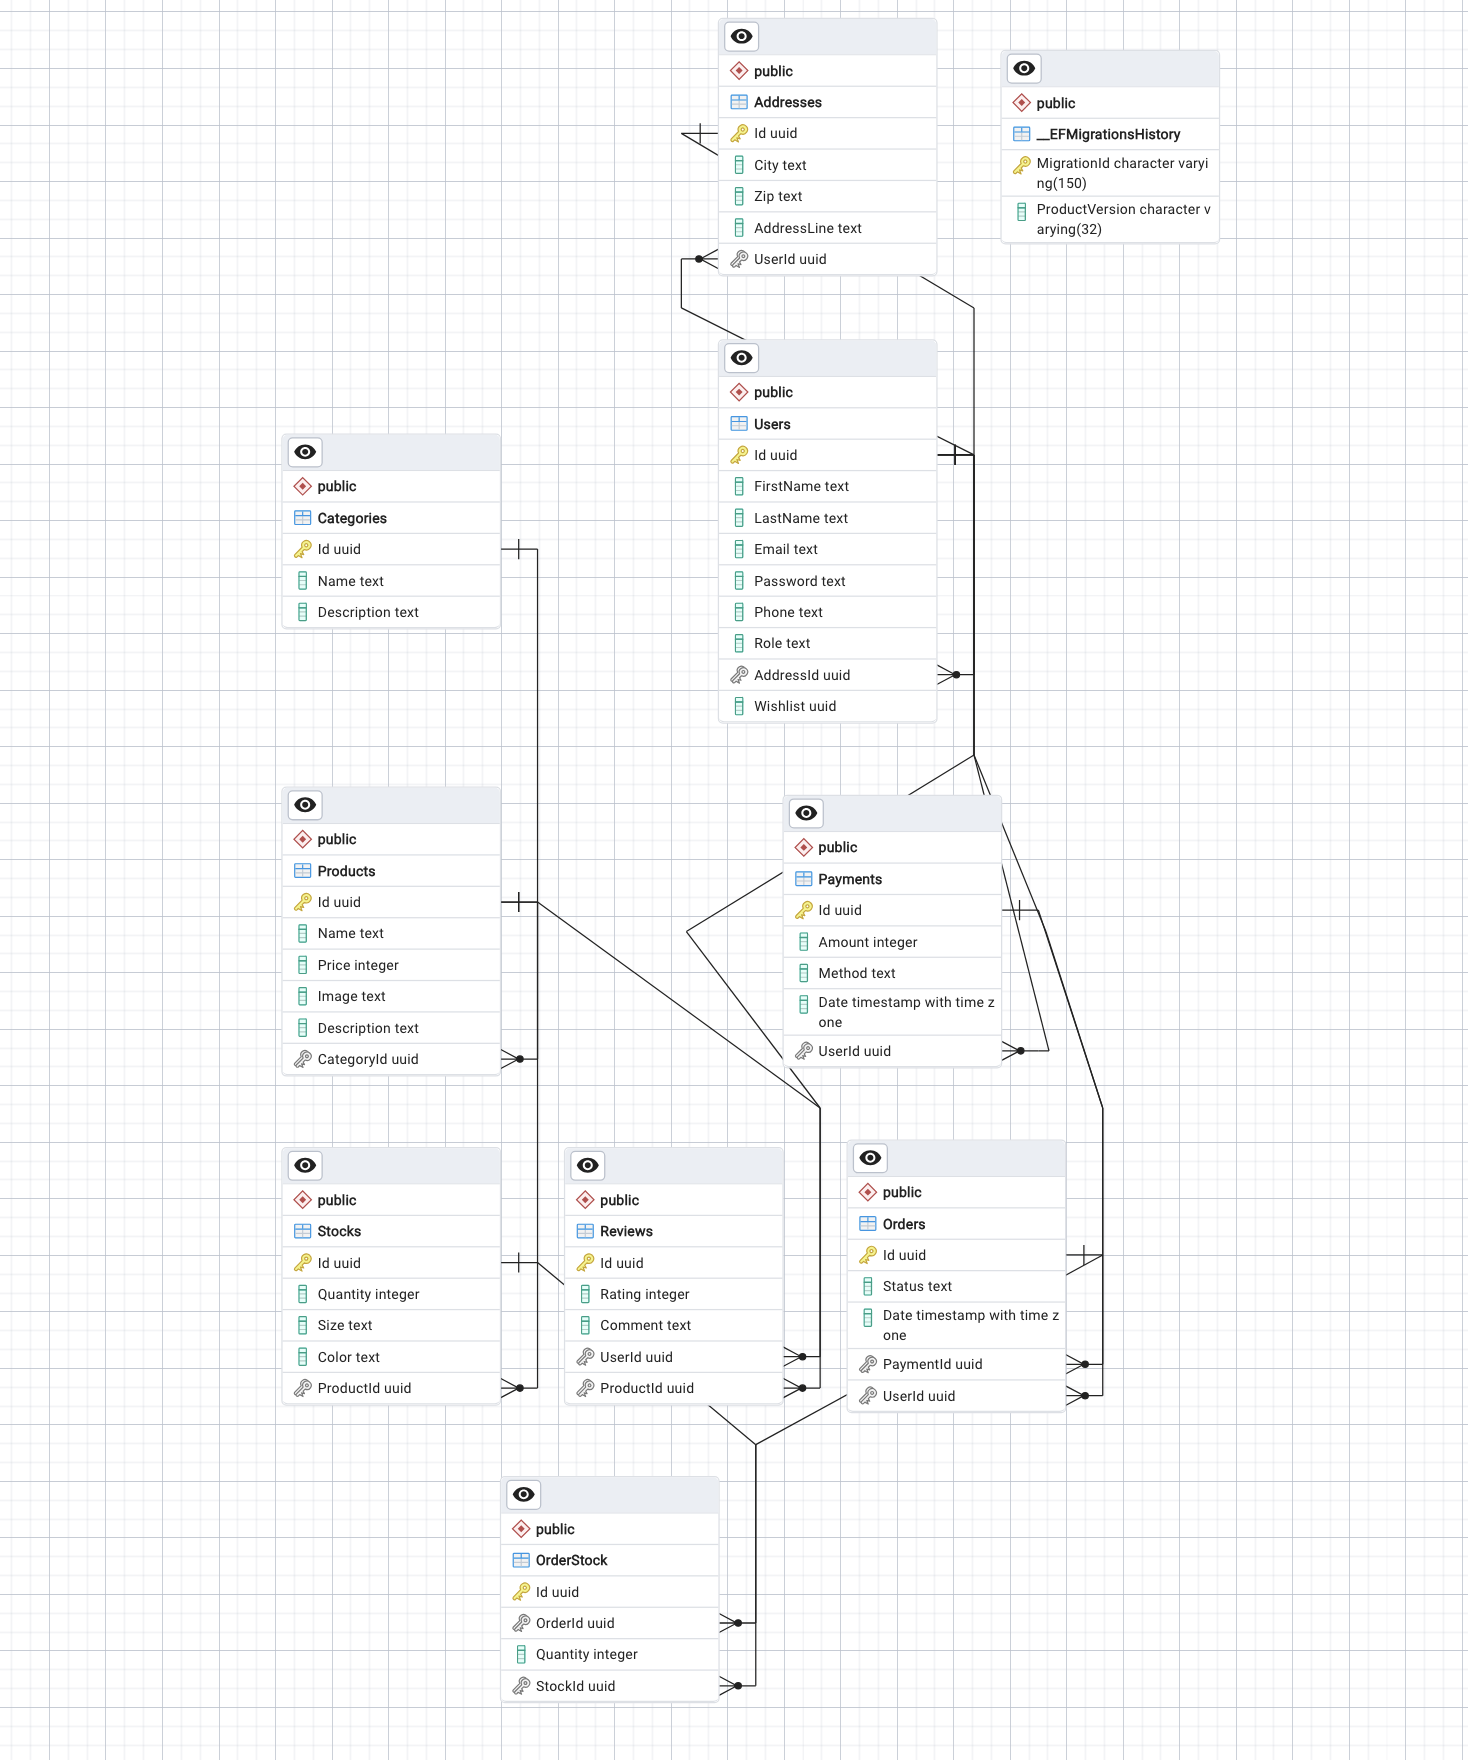 public
Addresses
Id uuid
City text
Zip text
AddressLine text
UserId uuid
public
__EFMigrationsHistory
MigrationId character varyi
ng(150)
ProductVersion character v
arying(32)
public
Users
Id uuid
FirstName text
LastName text
Email text
Password text
Phone text
Role text
AddressId uuid
Wishlist uuid
public
Categories
Id uuid
Name text
Description text
public
Products
Id uuid
Name text
Price integer
Image text
Description text
CategoryId uuid
public
Payments
Id uuid
Amount integer
Method text
Date timestamp with time z
one
UserId uuid
public
Stocks
Id uuid
Quantity integer
Size text
Color text
ProductId uuid
public
Reviews
Id uuid
Rating integer
Comment text
UserId uuid
ProductId uuid
public
Orders
Id uuid
Status text
Date timestamp with time z
one
PaymentId uuid
UserId uuid
public
OrderStock
Id uuid
OrderId uuid
Quantity integer
StockId uuid